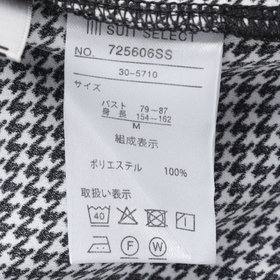 SUIT SELECT
NO. 725606SS
30-5710
サイズ
バスト 79~87
身長 154~162
M
組成表示
ポリエステル 100%
取扱い表示
40
F W